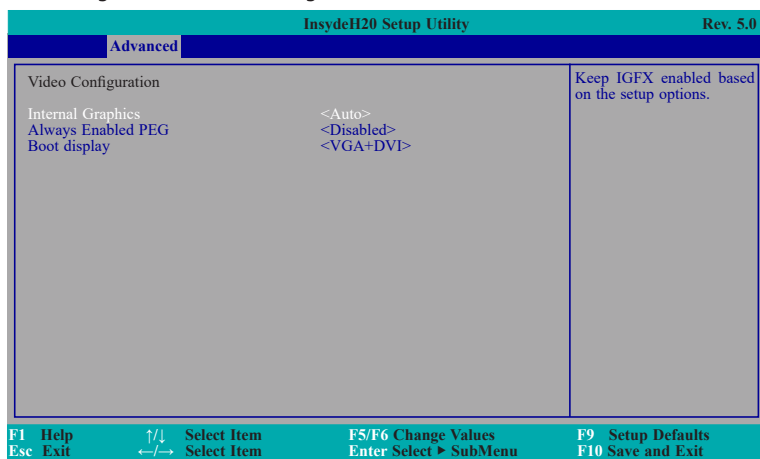 InsydeH20 Setup Utility Rev. 5.0
Advanced
Video Configuration
Internal Graphics <Auto>
Always Enabled PEG <Disabled>
Boot display <VGA+DVI>
Keep IGFX enabled based
on the setup options.
F1 Help ↑/↓ Select Item F5/F6 Change Values F9 Setup Defaults
Esc Exit ←/→ Select Item Enter Select ▶ SubMenu F10 Save and Exit